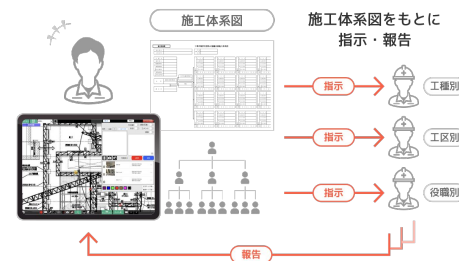 施工体系図
施工体系図をもとに
指示・報告
指示
工種別
指示
工区別
指示
役職別
報告